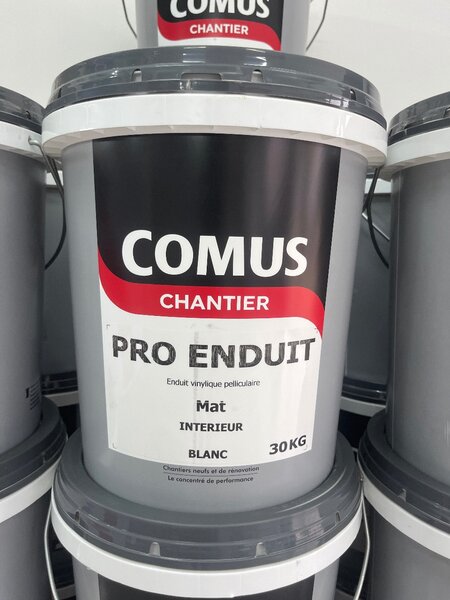 COMUS
CHANTIER
COMUS
CHANTIER
PRO ENDUIT
Enduit vinylique pelliculaire
Mat
INTERIEUR
BLANC
30KG
Chantiers neufs et de rénovation
Le concentré de performance